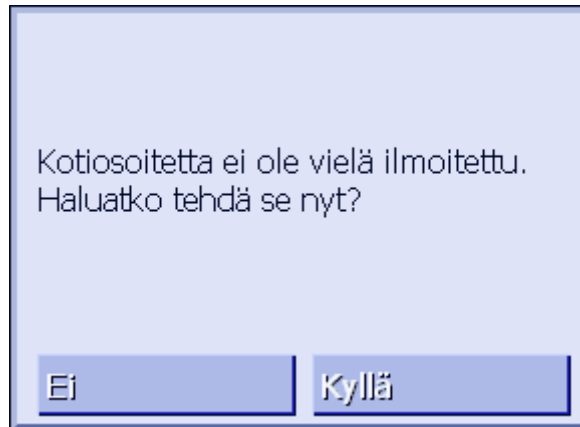 Kotiosoitetta ei ole vielä ilmoitettu.
Haluatko tehdä se nyt?
Ei
Kyllä